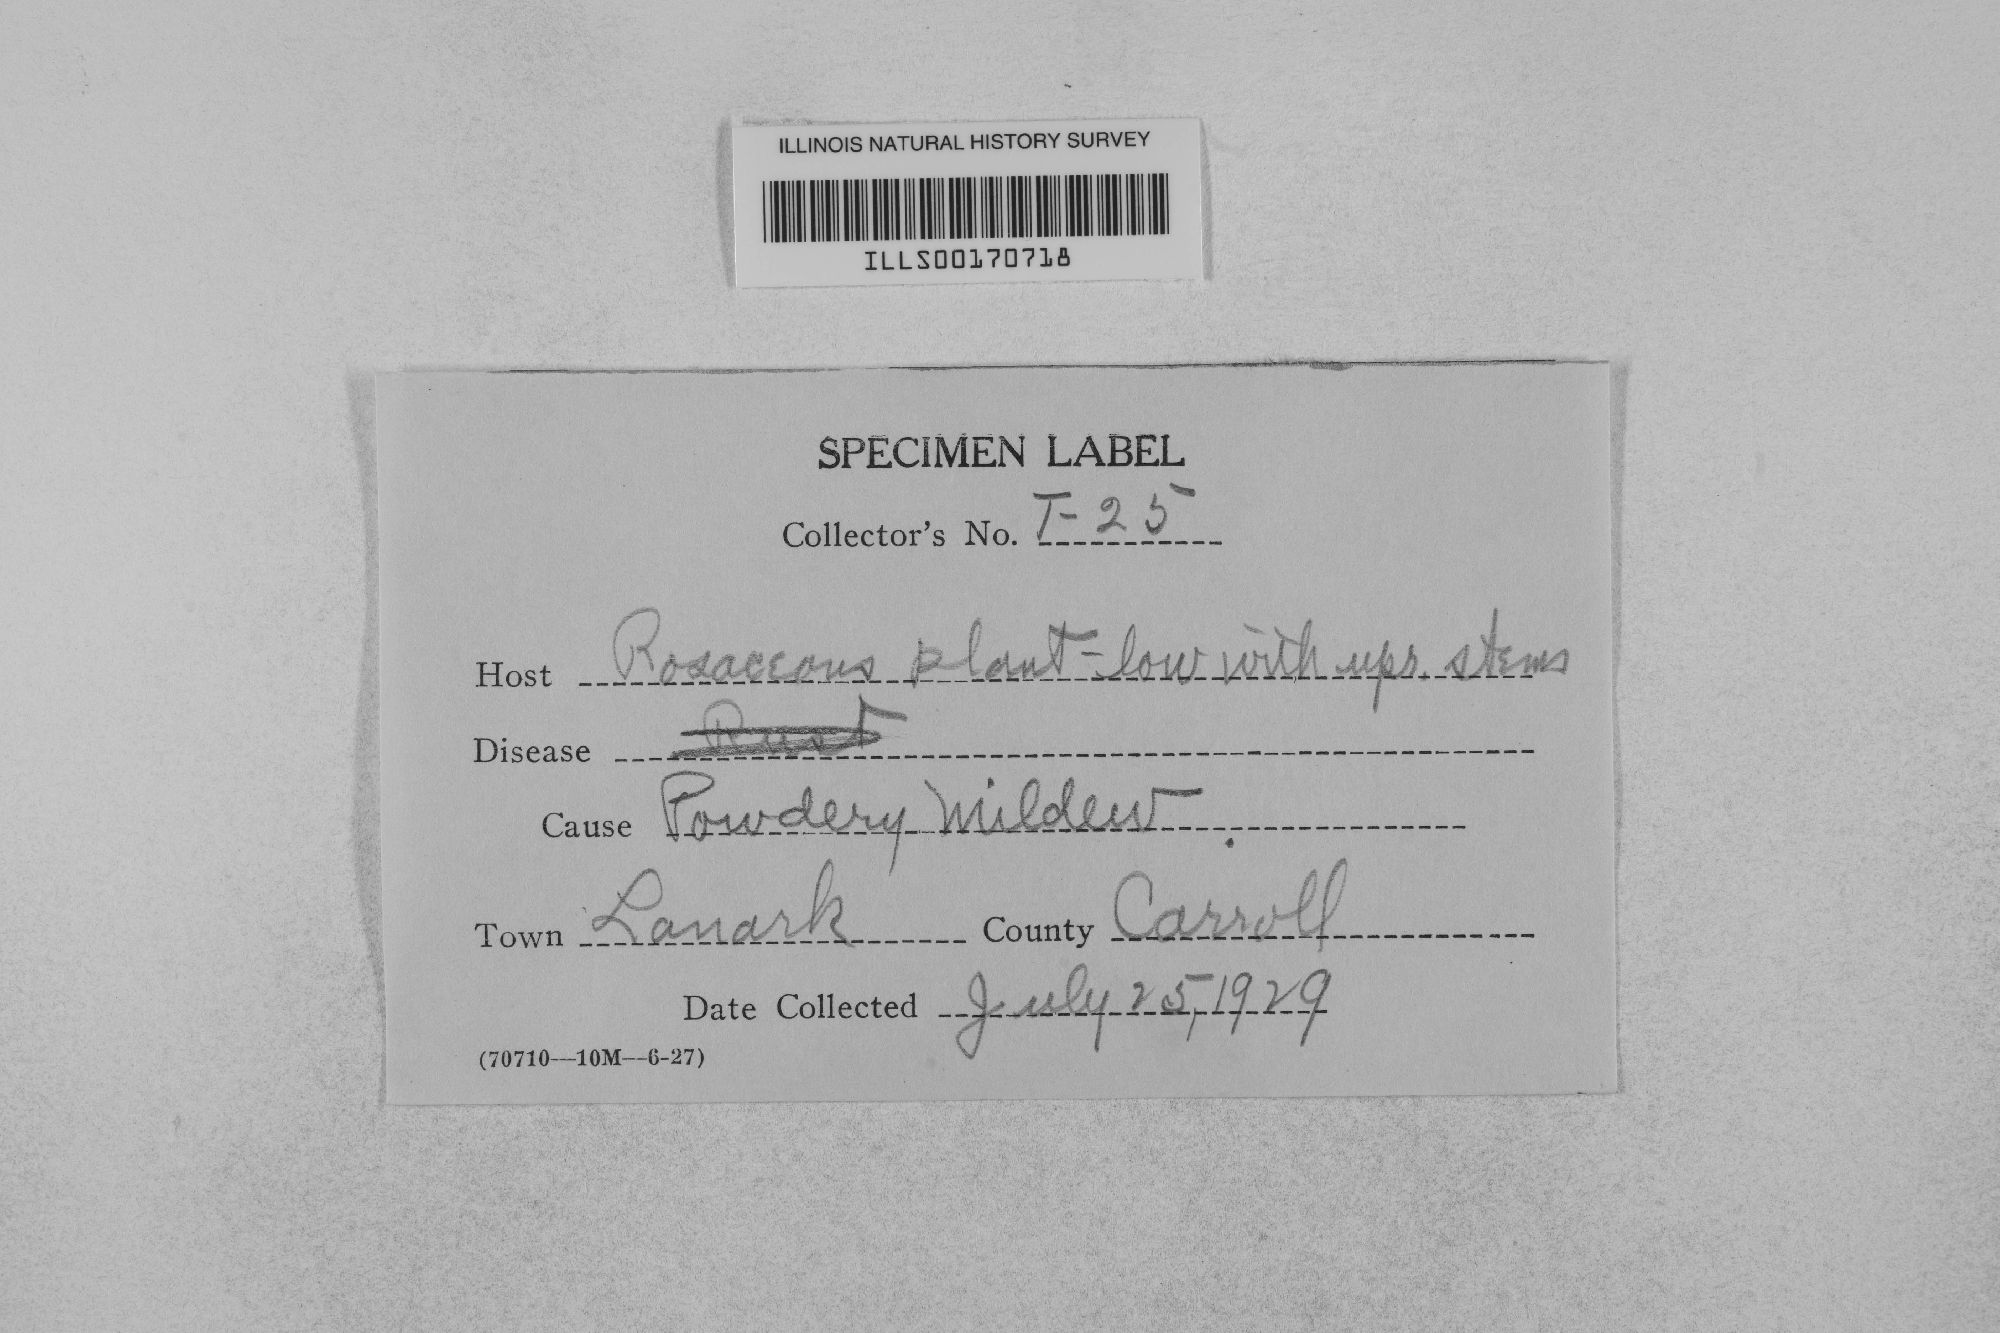 ILLINOIS NATURAL HISTORY SURVEY
ILLS00170718
SPECIMEN LABEL
Collector's No. T-25
Host Rosaceous plant-low with upr. stems
Disease Rust
Cause Powdery Mildew.
Town Lanark County Carroll
Date Collected July 25, 1929
(70710—10M—6-27)